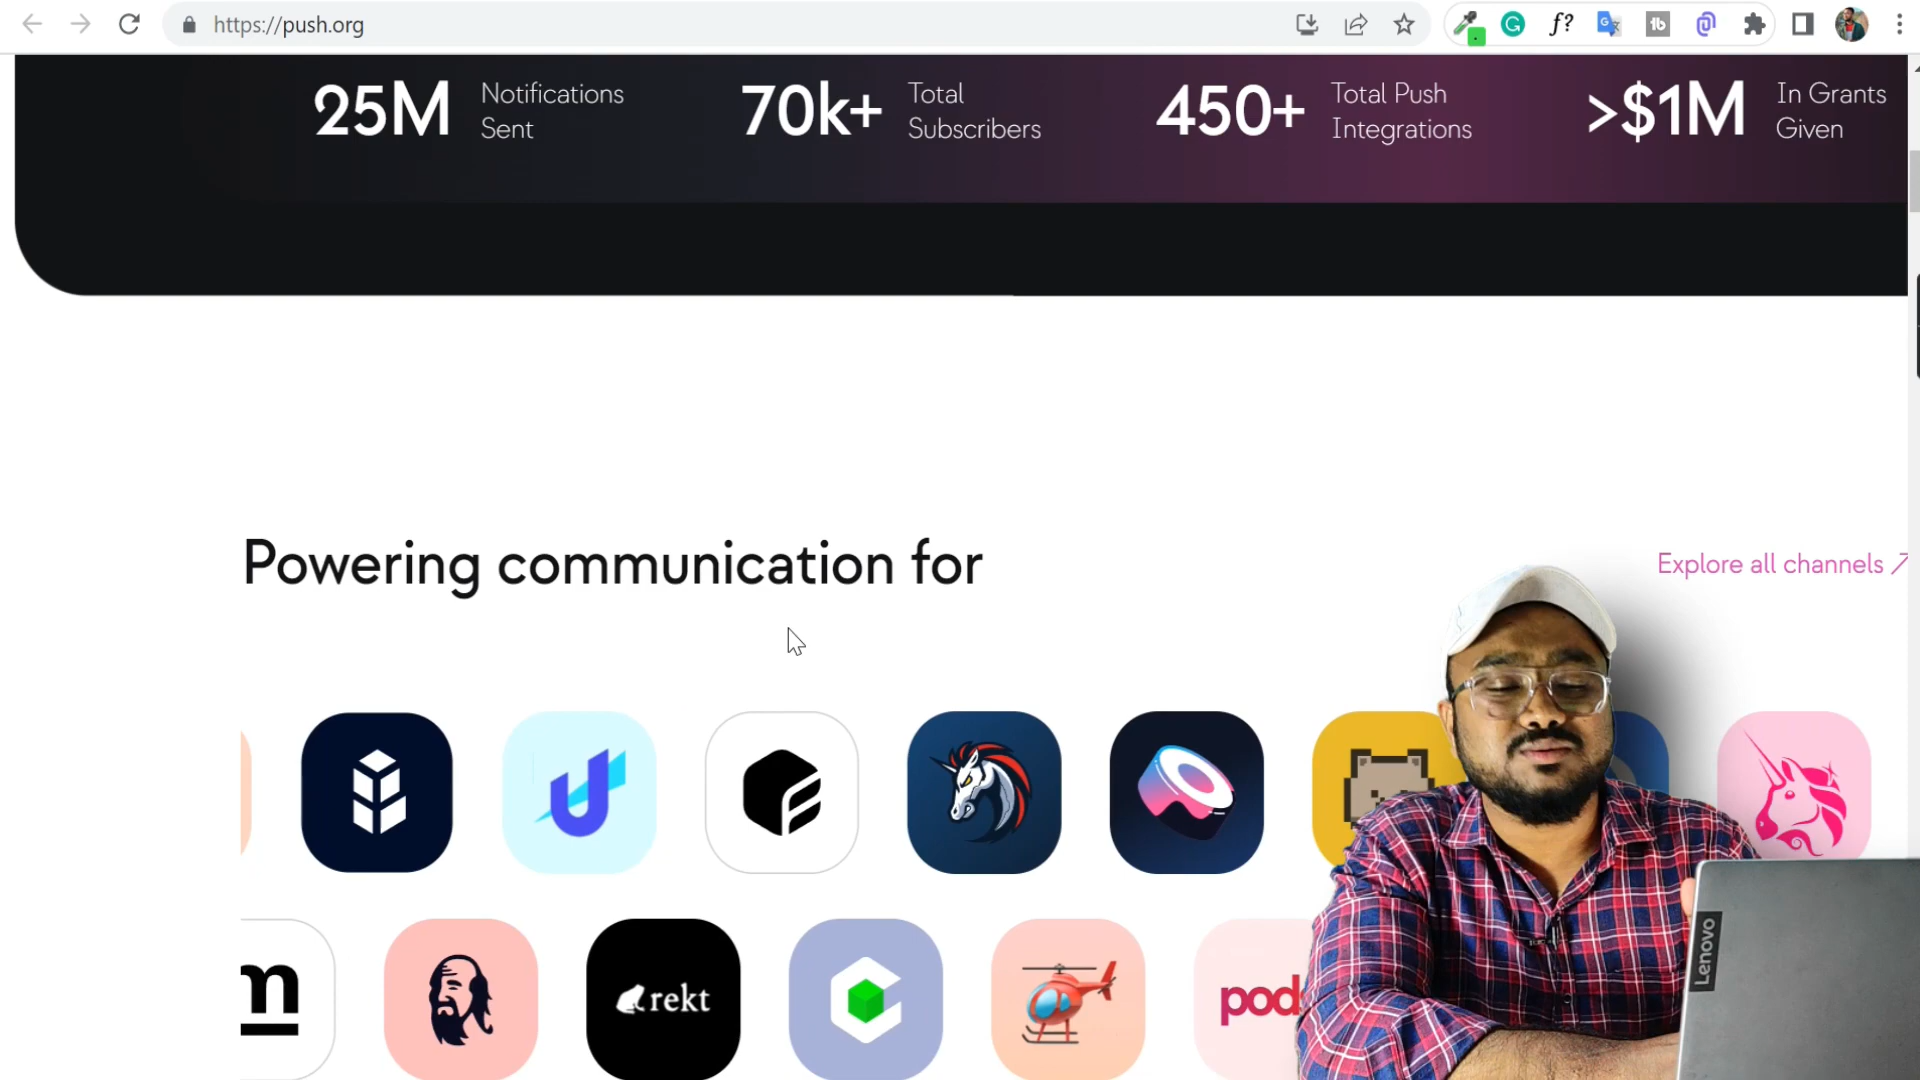 https://push.org
25M Notifications Sent
70k+ Total Subscribers
450+ Total Push Integrations
>$1M In Grants Given
Powering communication for
Explore all channels ↗
m
rekt
pod
Lenovo